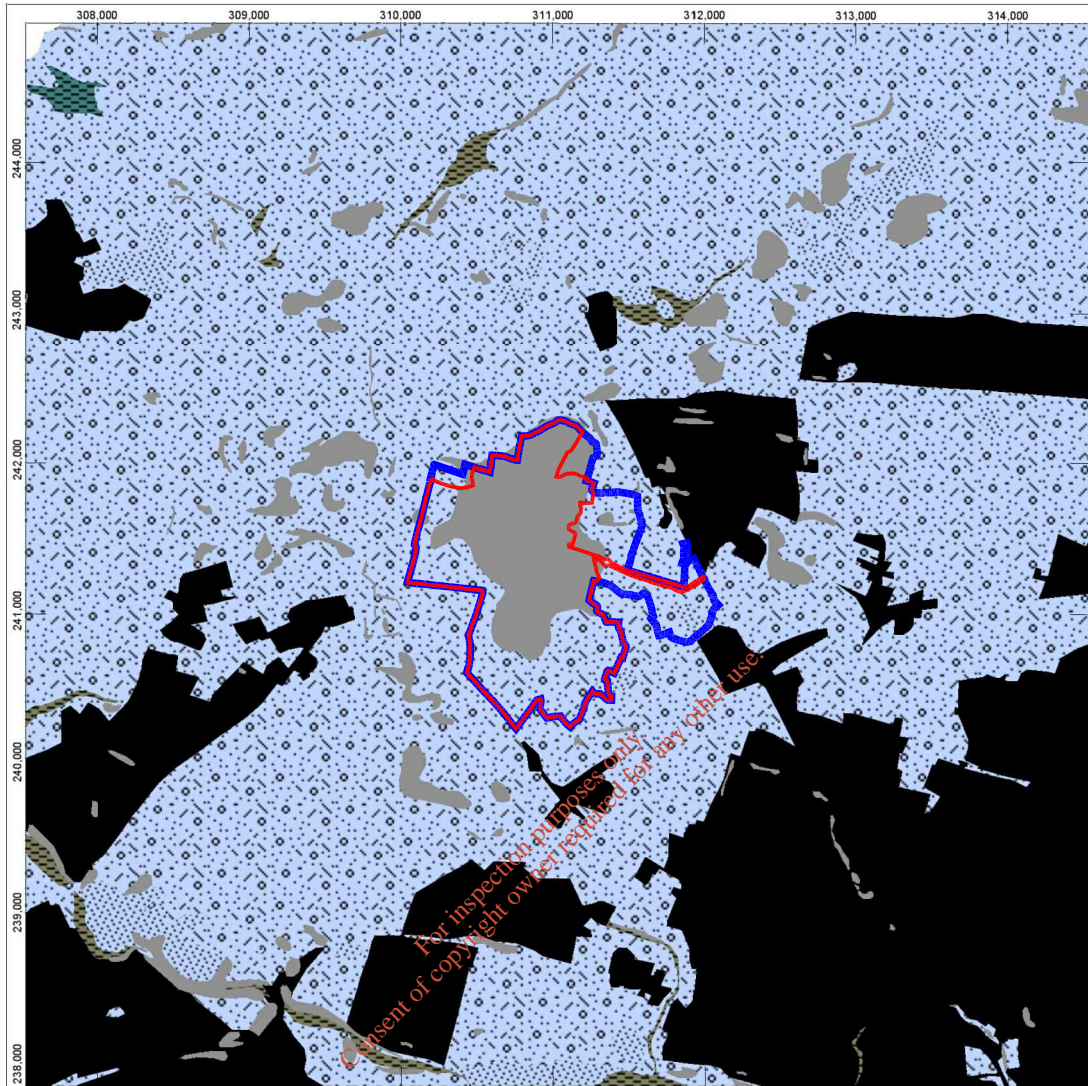 308,000 309,000 310,000 311,000 312,000 313,000 314,000
244,000
243,000
242,000
241,000
240,000
239,000
238,000
For inspection purposes only.
Consent of copyright owner required for any other use.